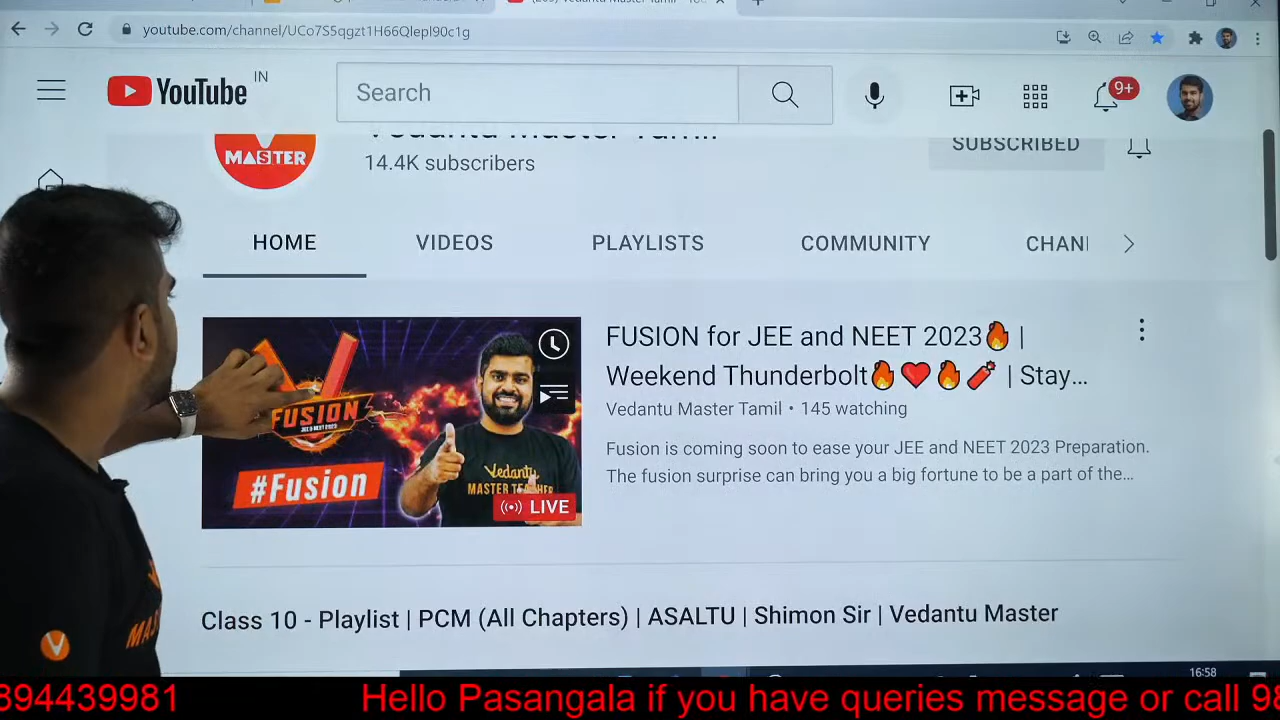 youtube.com/channel/UCo7S5qgzt1H66Qlepl90c1g
YouTube IN
Search
9+
MASTER
Vedantu Master Tamil
14.4K subscribers
SUBSCRIBED
HOME VIDEOS PLAYLISTS COMMUNITY
FUSION for JEE and NEET 2023🔥 |
Weekend Thunderbolt🔥❤️🔥🧨 | Stay...
Vedantu Master Tamil • 145 watching
Fusion is coming soon to ease your JEE and NEET 2023 Preparation.
The fusion surprise can bring you a big fortune to be a part of the...
FUSION
JEE & NEET 2023
#Fusion
Vedantu
MASTER TEACHER
LIVE
Class 10 - Playlist | PCM (All Chapters) | ASALTU | Shimon Sir | Vedantu Master
16:58
894439981 Hello Pasangala if you have queries message or call 98